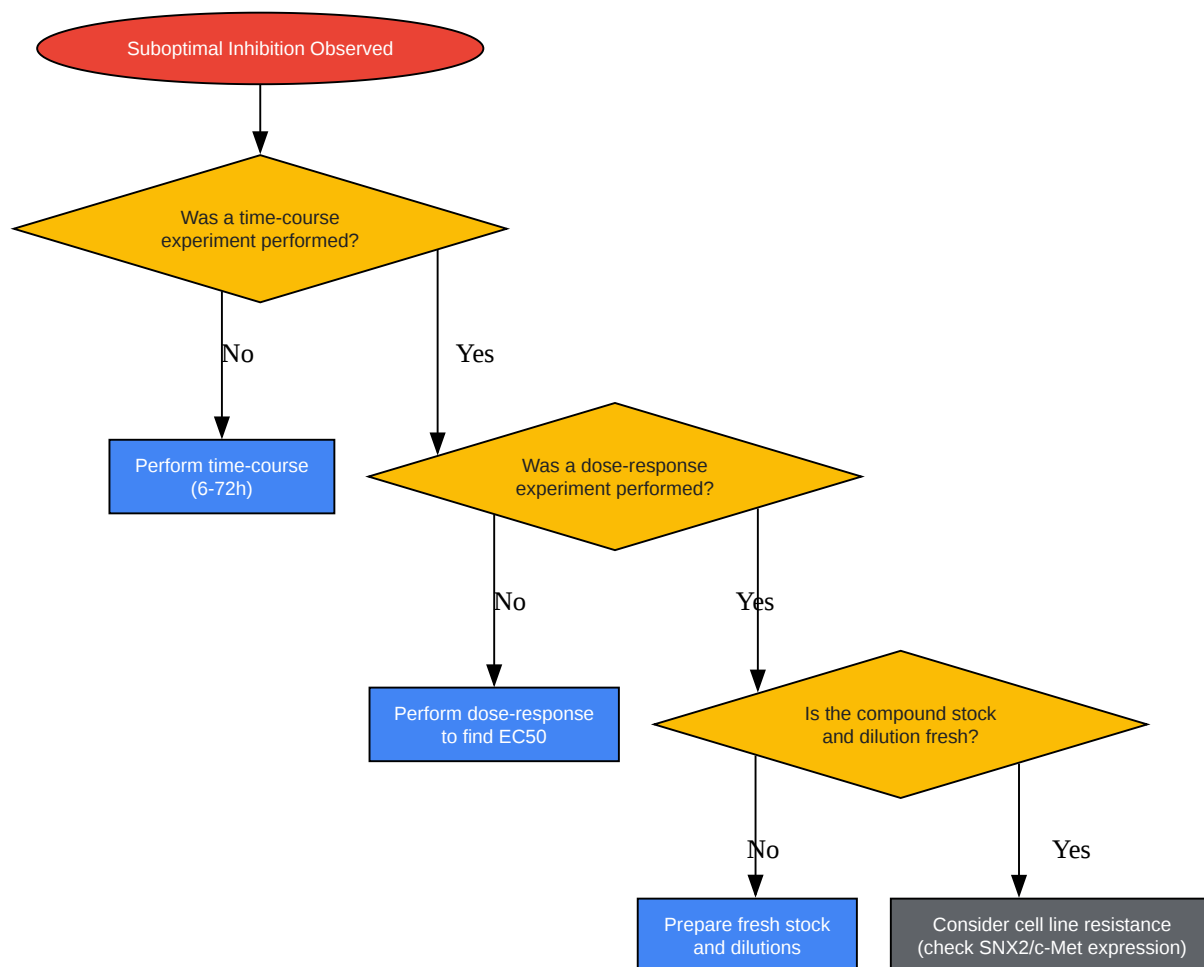 Suboptimal Inhibition Observed
Was a time-course
experiment performed?
No
Yes
Perform time-course
(6-72h)
Was a dose-response
experiment performed?
No
Yes
Perform dose-response
to find EC50
Is the compound stock
and dilution fresh?
No
Yes
Prepare fresh stock
and dilutions
Consider cell line resistance
(check SNX2/c-Met expression)